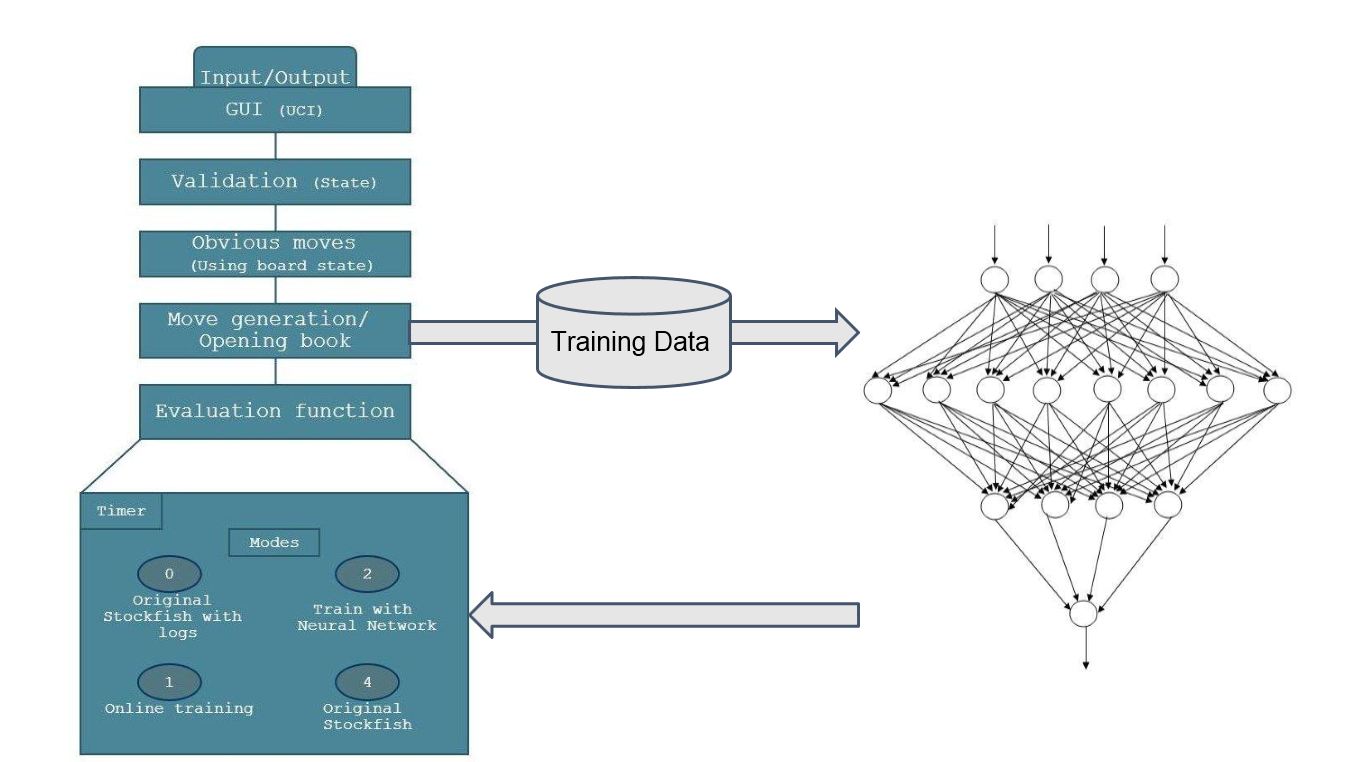 Input/Output
GUI (UCI)
Validation (State)
Obvious moves
(Using board state)
Move generation/
Opening book
Evaluation function
Timer
Modes
0
Original
Stockfish with
logs
2
Train with
Neural Network
1
Online training
4
Original
Stockfish
Training Data